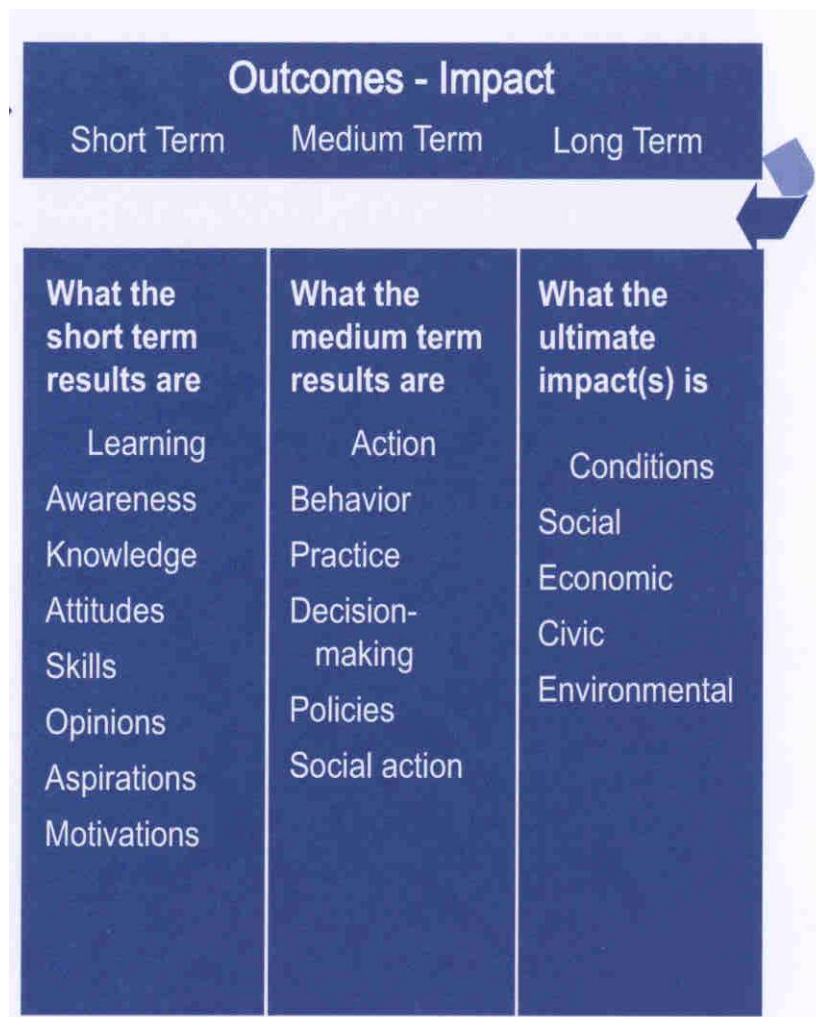 Outcomes - Impact
Short Term
Medium Term
Long Term
What the
short term
results are
Learning
Awareness
Knowledge
Attitudes
Skills
Opinions
Aspirations
Motivations
What the
medium term
results are
Action
Behavior
Practice
Decision-
making
Policies
Social action
What the
ultimate
impact(s) is
Conditions
Social
Economic
Civic
Environmental